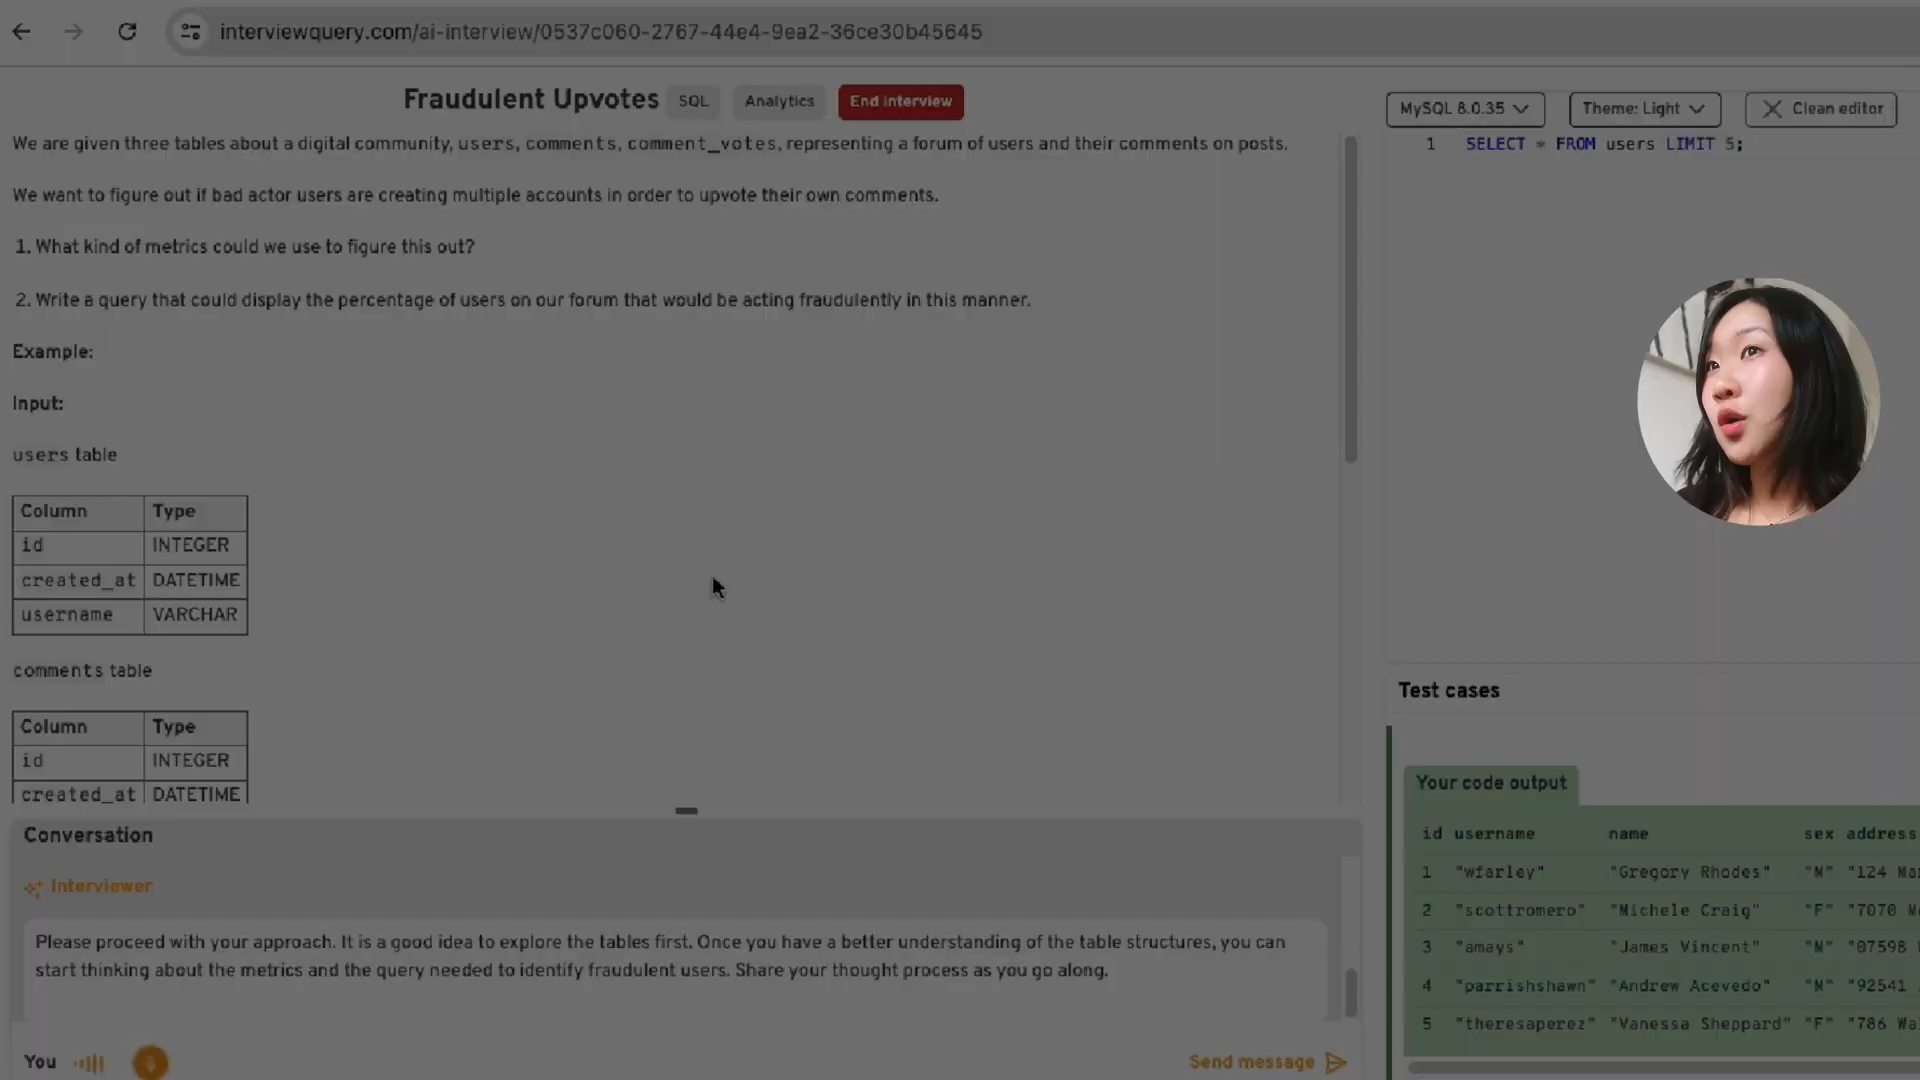 interviewquery.com/ai-interview/0537c060-2767-44e4-9ea2-36ce30b45645
Fraudulent Upvotes SQL Analytics End interview
We are given three tables about a digital community, users, comments, comment_votes, representing a forum of users and their comments on posts.
We want to figure out if bad actor users are creating multiple accounts in order to upvote their own comments.
1. What kind of metrics could we use to figure this out?
2. Write a query that could display the percentage of users on our forum that would be acting fraudulently in this manner.
Example:
Input:
users table
Column Type
id INTEGER
created_at DATETIME
username VARCHAR
comments table
Column Type
id INTEGER
created_at DATETIME
Conversation
Interviewer
Please proceed with your approach. It is a good idea to explore the tables first. Once you have a better understanding of the table structures, you can
start thinking about the metrics and the query needed to identify fraudulent users. Share your thought process as you go along.
You
Send message
MySQL 8.0.35 Theme: Light Clean editor
1 SELECT * FROM users LIMIT 5;
Test cases
Your code output
id username name sex address
1 "wfarley" "Gregory Rhodes" "M" "124
2 "scottromero" "Michele Craig" "F" "7070
3 "amays" "James Vincent" "M" "07598
4 "parrishshawn" "Andrew Acevedo" "M" "92541
5 "theresaperez" "Vanessa Sheppard" "F" "786